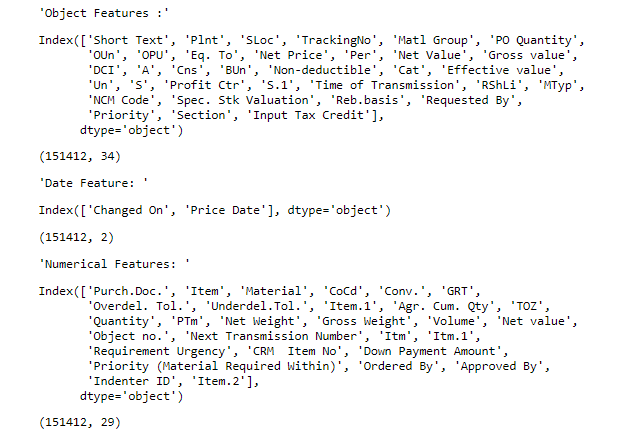 'Object Features :'
Index(['Short Text', 'Plnt', 'SLoc', 'TrackingNo', 'Matl Group', 'PO Quantity',
'OUn', 'OPU', 'Eq. To', 'Net Price', 'Per', 'Net Value', 'Gross value',
'DCI', 'A', 'Cns', 'BUn', 'Non-deductible', 'Cat', 'Effective value',
'Un', 'S', 'Profit Ctr', 'S.1', 'Time of Transmission', 'RShLi', 'MTyp',
'NCM Code', 'Spec. Stk Valuation', 'Reb.basis', 'Requested By',
'Priority', 'Section', 'Input Tax Credit'],
dtype='object')
(151412, 34)
'Date Feature: '
Index(['Changed On', 'Price Date'], dtype='object')
(151412, 2)
'Numerical Features: '
Index(['Purch.Doc.', 'Item', 'Material', 'CoCd', 'Conv.', 'GRT',
'Overdel. Tol.', 'Underdel.Tol.', 'Item.1', 'Agr. Cum. Qty', 'TOZ',
'Quantity', 'PTm', 'Net Weight', 'Gross Weight', 'Volume', 'Net value',
'Object no.', 'Next Transmission Number', 'Itm', 'Itm.1',
'Requirement Urgency', 'CRM  Item No', 'Down Payment Amount',
'Priority (Material Required Within)', 'Ordered By', 'Approved By',
'Indenter ID', 'Item.2'],
dtype='object')
(151412, 29)